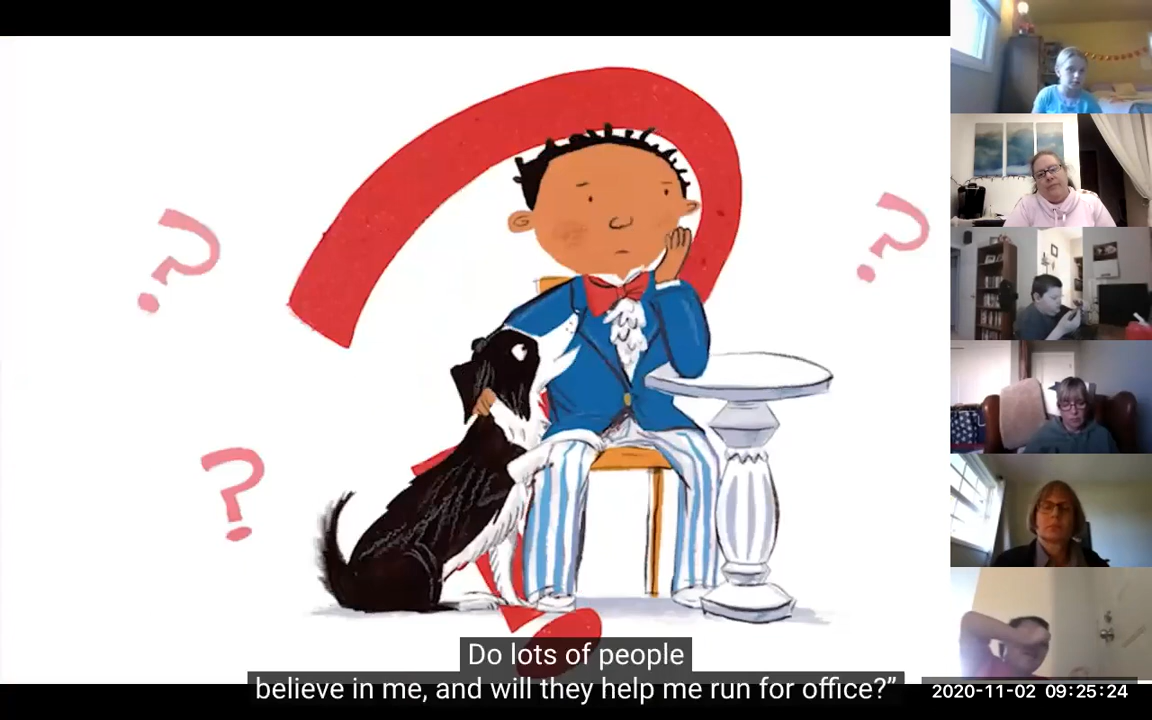 Do lots of people
believe in me, and will they help me run for office?”
2020-11-02 09:25:24